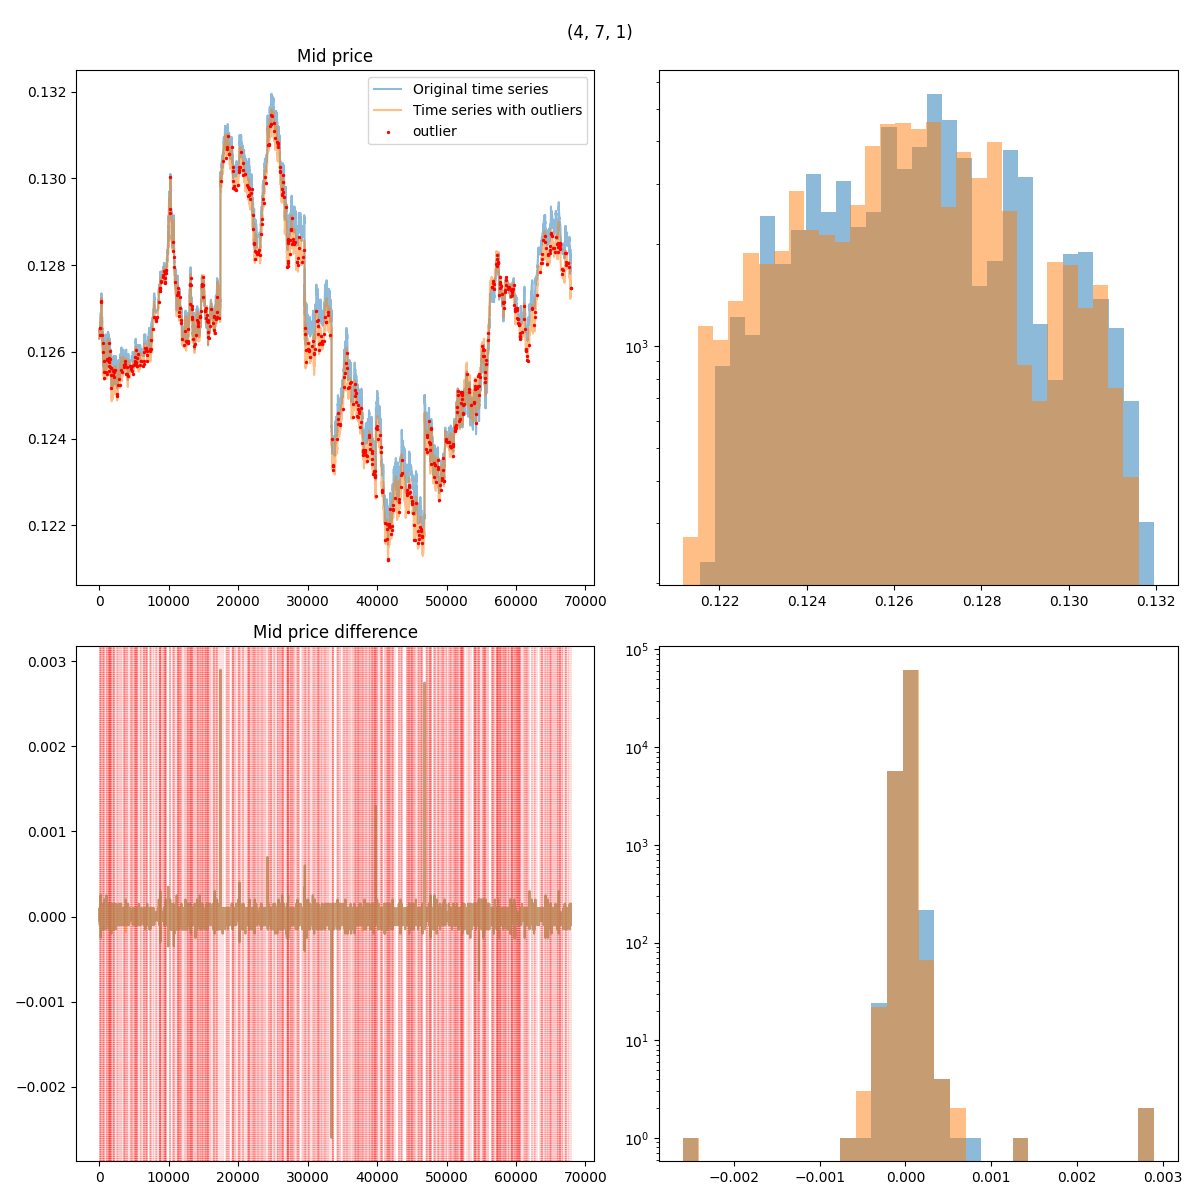 (4, 7, 1)
Mid price
Original time series
Time series with outliers
outlier
0.132
0.130
0.128
0.126
0.124
0.122
0 10000 20000 30000 40000 50000 60000 70000
10³
0.122 0.124 0.126 0.128 0.130 0.132
Mid price difference
0.003
0.002
0.001
0.000
−0.001
−0.002
0 10000 20000 30000 40000 50000 60000 70000
10⁵
10⁴
10³
10²
10¹
10⁰
−0.002 −0.001 0.000 0.001 0.002 0.003